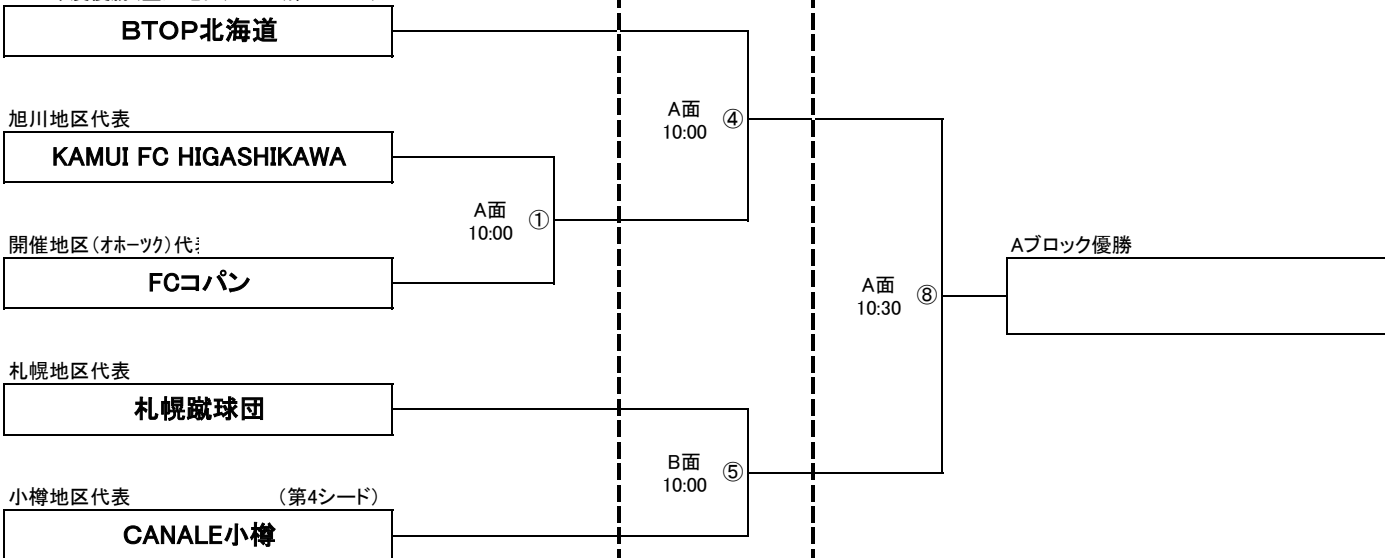 BTOP北海道
旭川地区代表
KAMUI FC HIGASHIKAWA
開催地区(オホーツク)代
FCコパン
札幌地区代表
札幌蹴球団
小樽地区代表 (第4シード)
CANALE小樽
A面
10:00 ①
A面
10:00 ④
B面
10:00 ⑤
A面
10:30 ⑧
Aブロック優勝